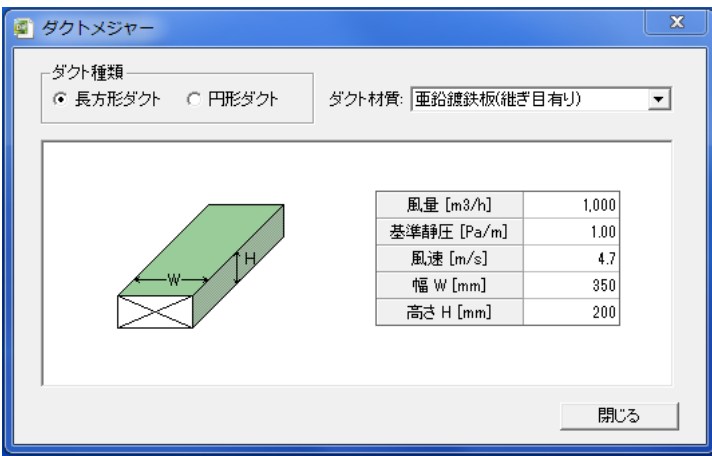 ダクトメジャー
ダクト種類
長方形ダクト 円形ダクト
ダクト材質: 亜鉛鍍鉄板(継ぎ目有り)
W
H
風量 [m3/h] 1,000
基準静圧 [Pa/m] 1.00
風速 [m/s] 4.7
幅 W [mm] 350
高さ H [mm] 200
閉じる